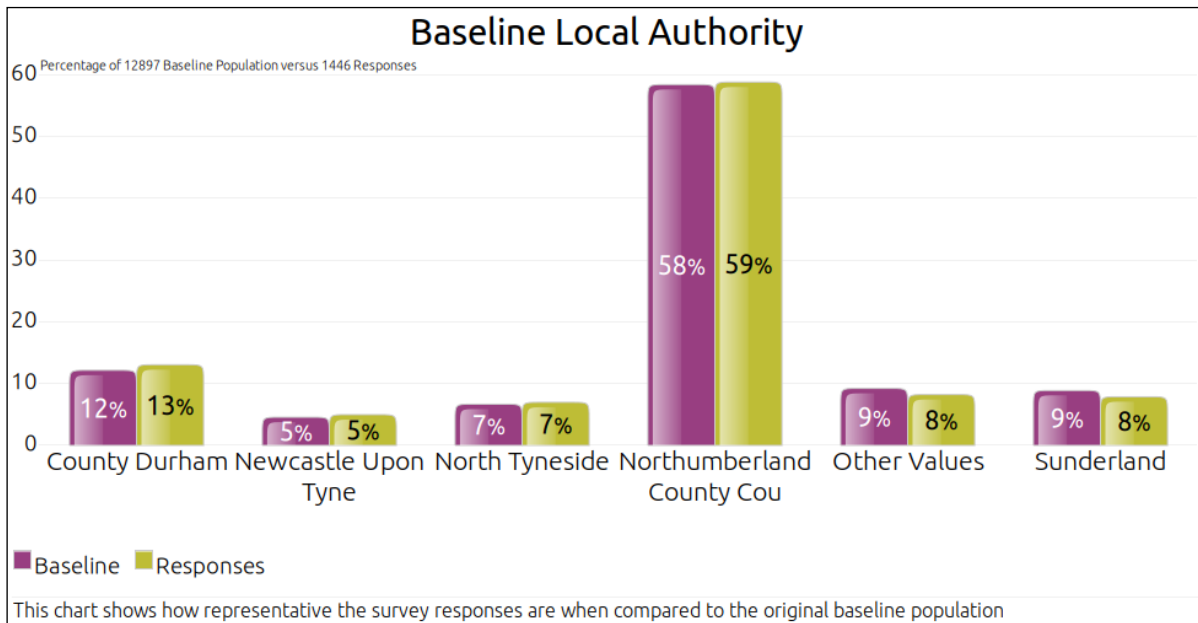 Baseline Local Authority
Percentage of 12897 Baseline Population versus 1446 Responses
60
50
40
30
20
10
0
12% 13% 5% 5% 7% 7% 58% 59% 9% 8% 9% 8%
County Durham Newcastle Upon North Tyneside Northumberland Other Values Sunderland
Tyne County Cou
Baseline Responses
This chart shows how representative the survey responses are when compared to the original baseline population